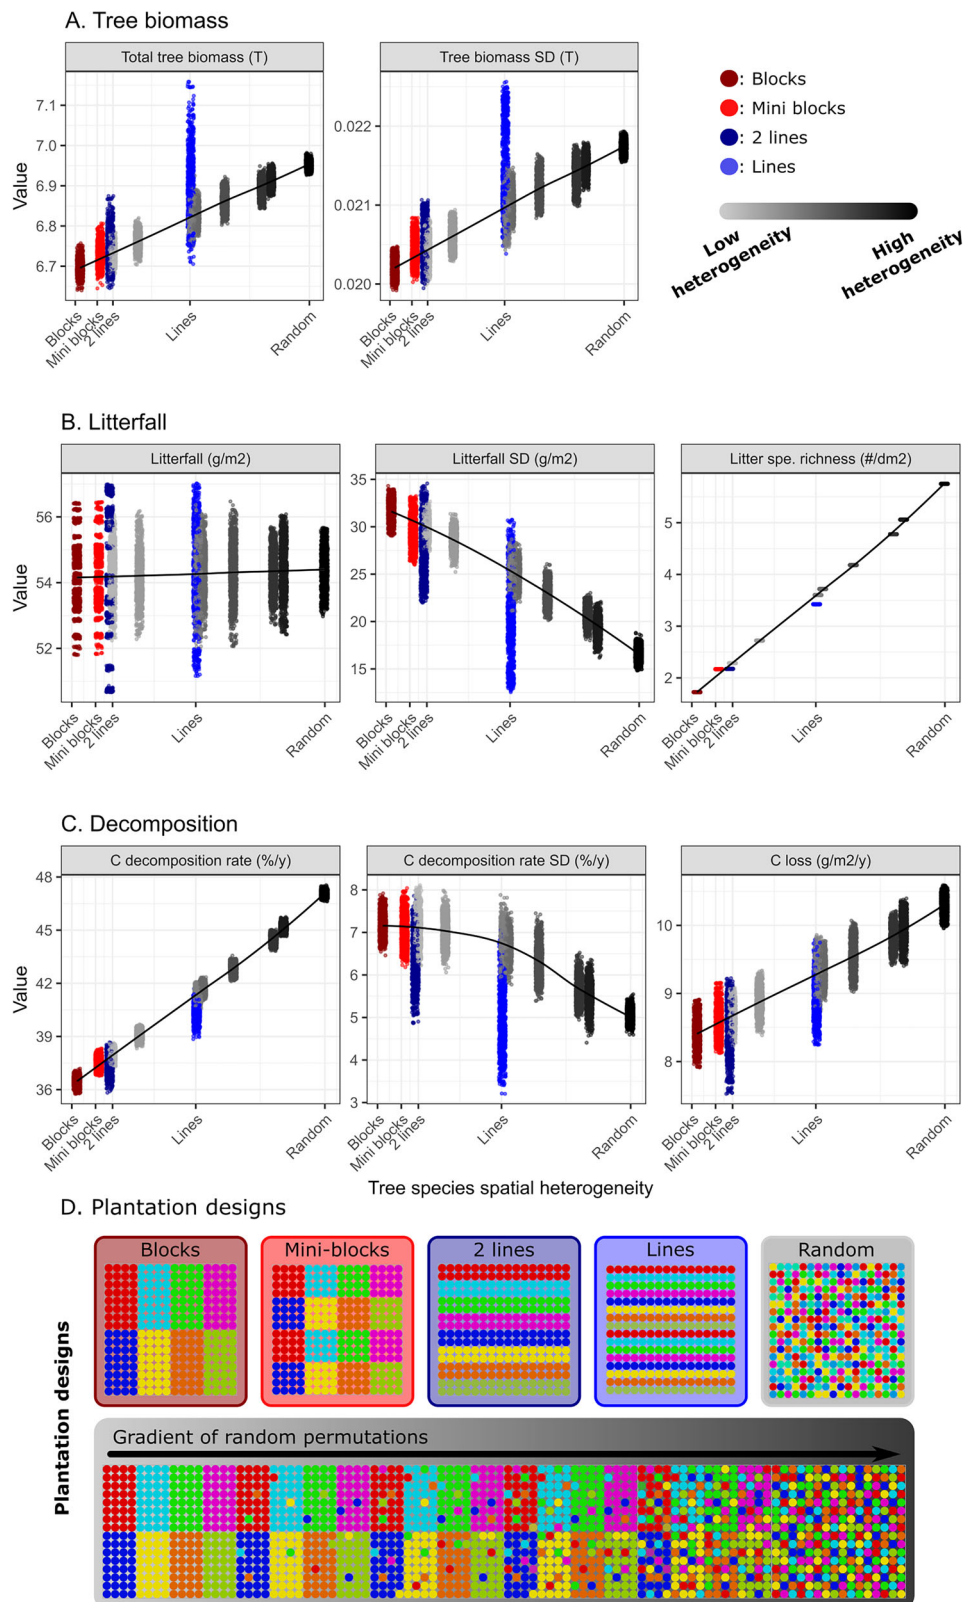 A. Tree biomass
Total tree biomass (T)
Tree biomass SD (T)
Value
7.1
7.0
6.9
6.8
6.7
0.022
0.021
0.020
Blocks
Mini blocks
2 lines
Lines
Random
Blocks
Mini blocks
2 lines
Lines
Random
: Blocks
: Mini blocks
: 2 lines
: Lines
Low
heterogeneity
High
heterogeneity
B. Litterfall
Litterfall (g/m2)
Litterfall SD (g/m2)
Litter spe. richness (#/dm2)
Value
56
54
52
35
30
25
20
15
5
4
3
2
Blocks
Mini blocks
2 lines
Lines
Random
Blocks
Mini blocks
2 lines
Lines
Random
Blocks
Mini blocks
2 lines
Lines
Random
C. Decomposition
C decomposition rate (%/y)
C decomposition rate SD (%/y)
C loss (g/m2/y)
Value
48
45
42
39
36
8
7
6
5
4
3
10
9
8
Blocks
Mini blocks
2 lines
Lines
Random
Blocks
Mini blocks
2 lines
Lines
Random
Blocks
Mini blocks
2 lines
Lines
Random
Tree species spatial heterogeneity
D. Plantation designs
Plantation designs
Blocks
Mini-blocks
2 lines
Lines
Random
Gradient of random permutations